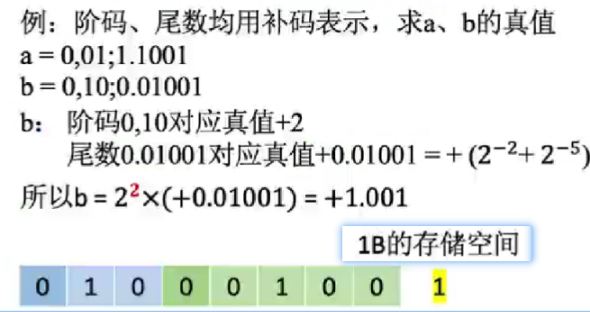 例：阶码、尾数均用补码表示，求a、b的真值
a = 0,01;1.1001
b = 0,10;0.01001
b： 阶码0,10对应真值+2
尾数0.01001对应真值+0.01001 = + (2⁻²+ 2⁻⁵)
所以b = 2²×(+0.01001) = +1.001
1B的存储空间
0 1 0 0 0 1 0 0 1